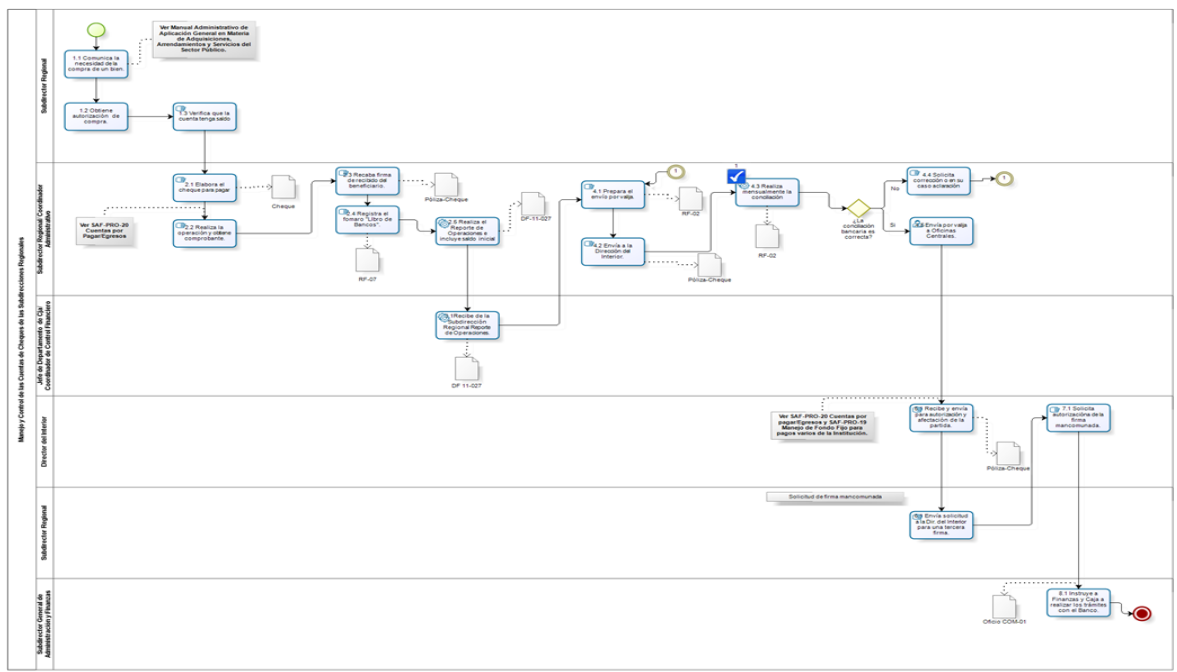 Manejo y Control de las Cuentas de Cheques de las Subdirecciones Regionales
Subdirector Regional
Ver Manual Administrativo de
Aplicación General en Materia
de Adquisiciones,
Arrendamientos y Servicios del
Sector Público.
1.1 Comunica la
necesidad de la
compra de un bien.
1.2 Obtiene
autorización de
compra.
1.3 Verifica que la
cuenta tenga saldo
Subdirector Regional Coordinador
Administrativo
2.1 Elabora el
cheque para pagar
Cheque
Ver SAF-PRO-20
Cuentas por
Pagar/Egresos
2.2 Realiza la
operación y obtiene
comprobante.
Recaba firma
de recibido del
beneficiario.
Póliza-Cheque
2.4 Registra el
"Libro de
Bancos".
RF-07
Realiza el
Reporte de
Operaciones e
incluye saldo inicial
DF-11-027
4.1 Prepara el
envío por valija.
1
RF-02
4.2 Envía a la
Dirección del
Interior.
Póliza-Cheque
4.3 Realiza
mensualmente la
conciliación
RF-02
¿La
conciliación
bancaria es
correcta?
No
Si
4.4 Solicita
corrección o en su
caso aclaración
1
Envía por valija
a Oficinas
Centrales.
Jefe de Departamento de Caja/
Coordinador de Control Financiero
Recibe de la
Subdirección
Regional Reporte
de Operaciones.
DF 11-027
Director del Interior
Ver SAF-PRO-20 Cuentas por
pagar/Egresos y SAF-PRO-19
Manejo de Fondo Fijo para
pagos varios de la Institución.
Recibe y envía
para autorización y
afectación de la
partida.
Póliza-Cheque
7.1 Solicita
autorización de la
firma
mancomunada.
Subdirector Regional
Solicitud de firma mancomunada
Envía solicitud
a la Dir. del Interior
para una tercera
firma.
Subdirector General de
Administración y Finanzas
Oficio COM-01
8.1 Instruye a
Finanzas y Caja a
realizar los trámites
con el Banco.